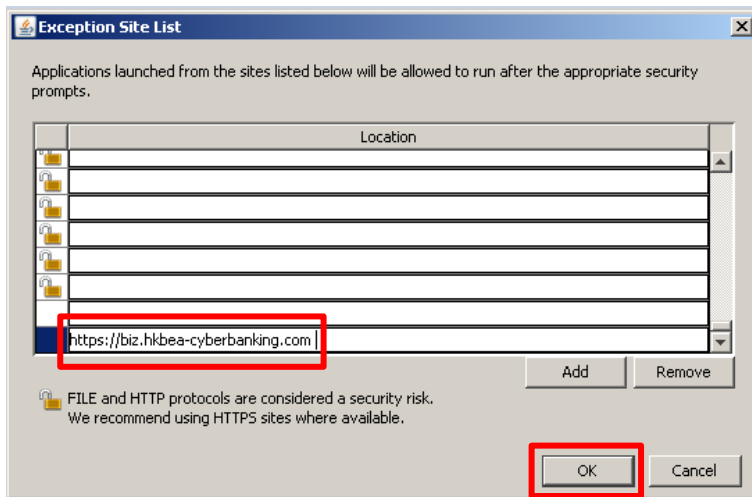 Exception Site List
Applications launched from the sites listed below will be allowed to run after the appropriate security
prompts.
Location
https://biz.hkbea-cyberbanking.com
Add
Remove
FILE and HTTP protocols are considered a security risk.
We recommend using HTTPS sites where available.
OK
Cancel